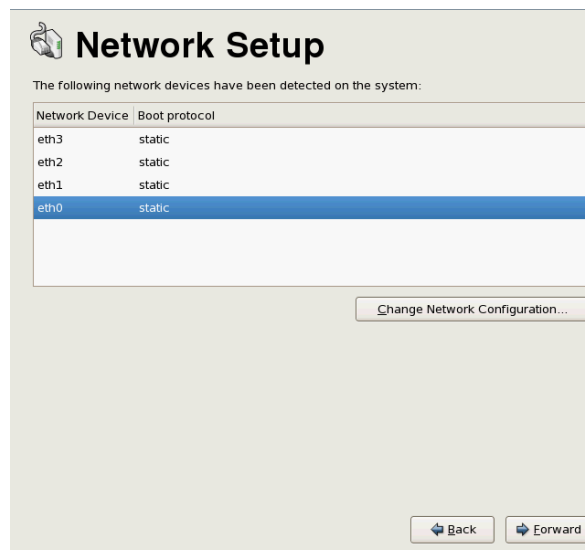 Network Setup
The following network devices have been detected on the system:
Network Device Boot protocol
eth3 static
eth2 static
eth1 static
eth0 static
Change Network Configuration...
Back Forward